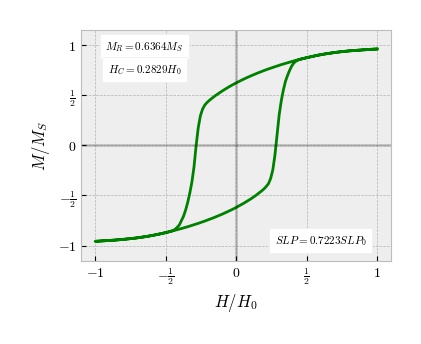 M_R = 0.6364M_S
H_C = 0.2829H_0
SLP = 0.7223SLP_0
M/M_S
1
1/2
0
−1/2
−1
−1
−1/2
0
1/2
1
H/H_0